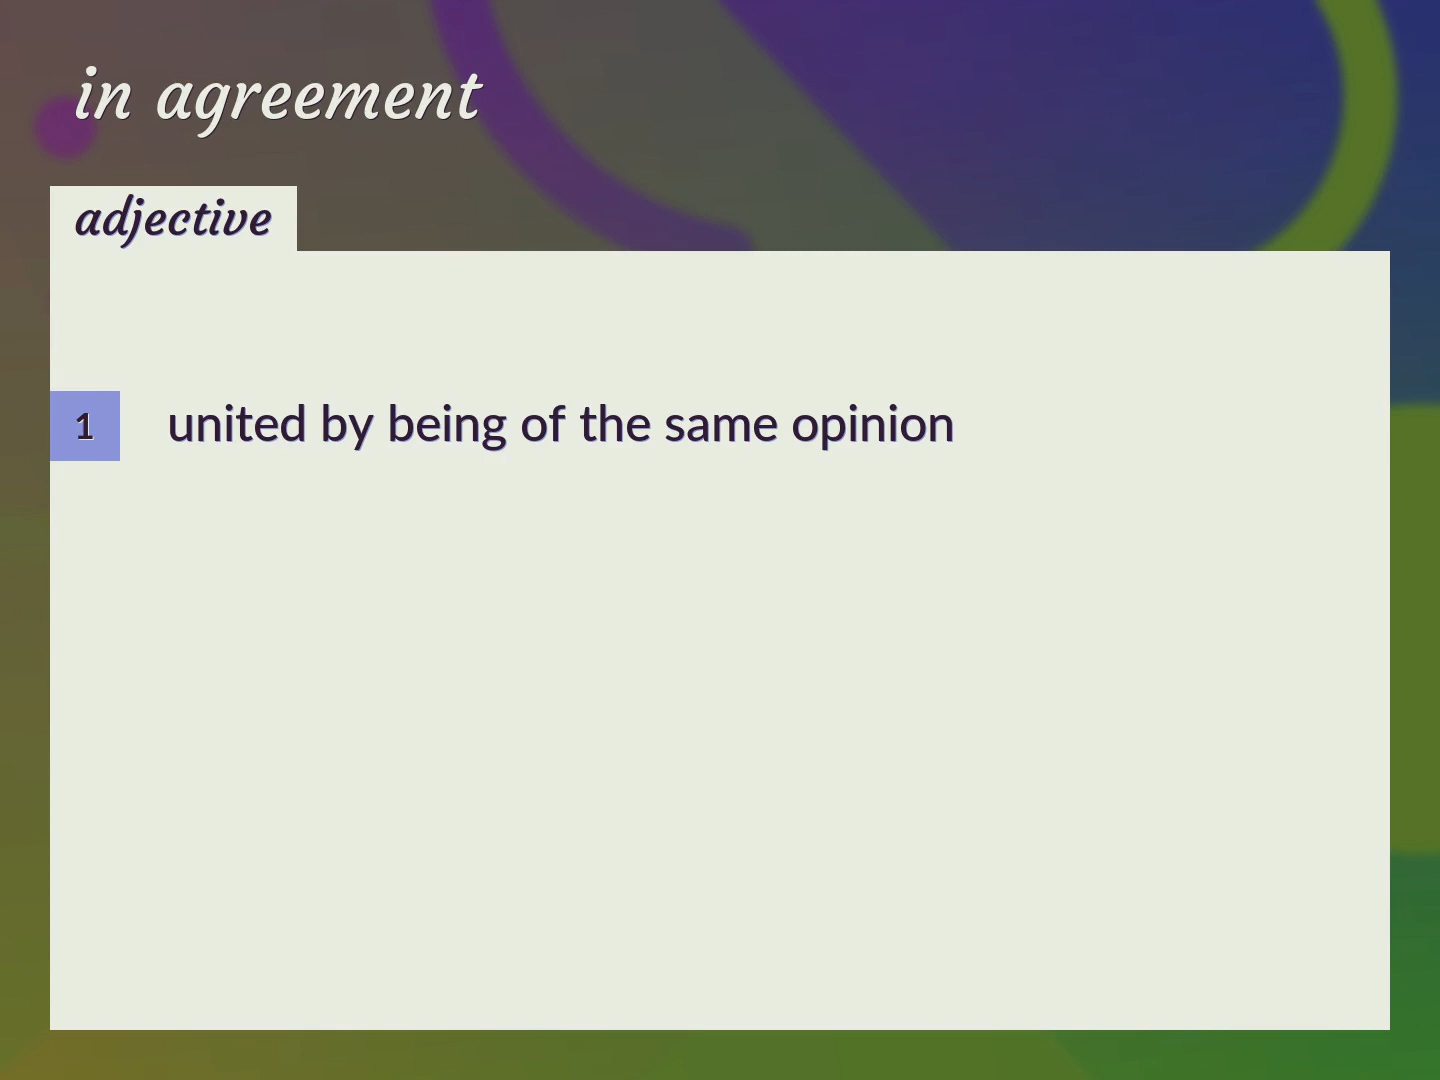 in agreement
adjective
1 united by being of the same opinion